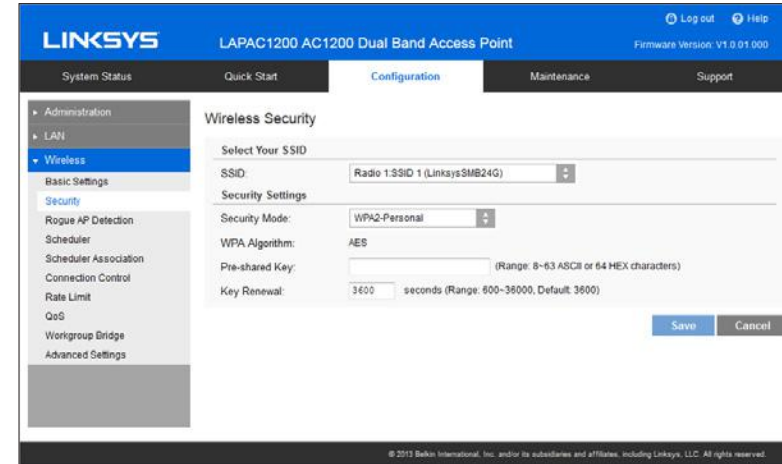 Log out Help
LINKSYS LAPAC1200 AC1200 Dual Band Access Point Firmware Version: V1.0.01.000
System Status Quick Start Configuration Maintenance Support
Administration
LAN
Wireless
Basic Settings
Security
Rogue AP Detection
Scheduler
Scheduler Association
Connection Control
Rate Limit
QoS
Workgroup Bridge
Advanced Settings
Wireless Security
Select Your SSID
SSID: Radio 1:SSID 1 (LinksysSMB24G)
Security Settings
Security Mode: WPA2-Personal
WPA Algorithm: AES
Pre-shared Key: (Range: 8~63 ASCII or 64 HEX characters)
Key Renewal: 3600 seconds (Range: 600~36000, Default: 3600)
Save Cancel
© 2013 Belkin International, Inc. and/or its subsidiaries and affiliates, including Linksys, LLC. All rights reserved.